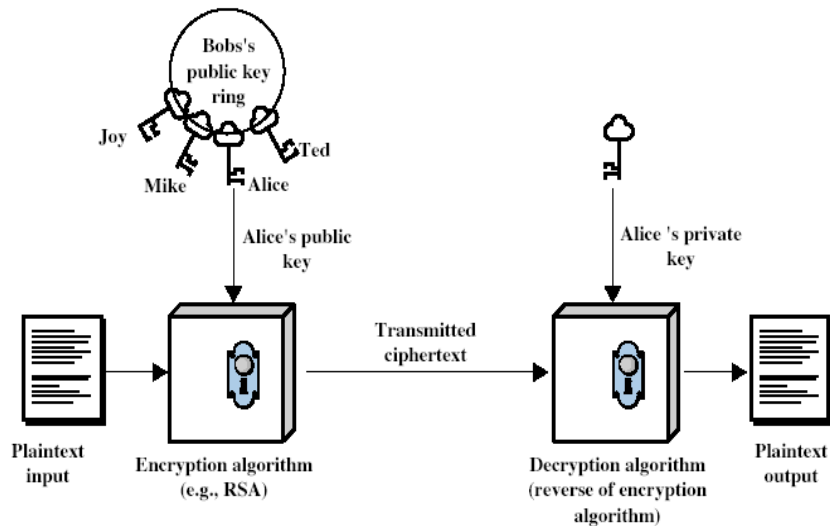 Bobs's
public key
ring
Joy
Ted
Mike
Alice
Alice's public
key
Alice 's private
key
Transmitted
ciphertext
Plaintext
input
Encryption algorithm
(e.g., RSA)
Decryption algorithm
(reverse of encryption
algorithm)
Plaintext
output